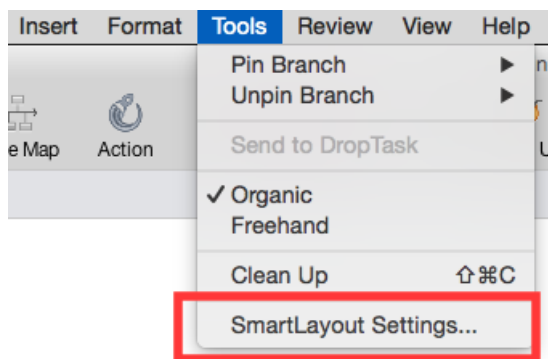 Insert Format Tools Review View Help
Pin Branch
Unpin Branch
e Map Action
Send to DropTask
✓ Organic
Freehand
Clean Up ⇧⌘C
SmartLayout Settings...